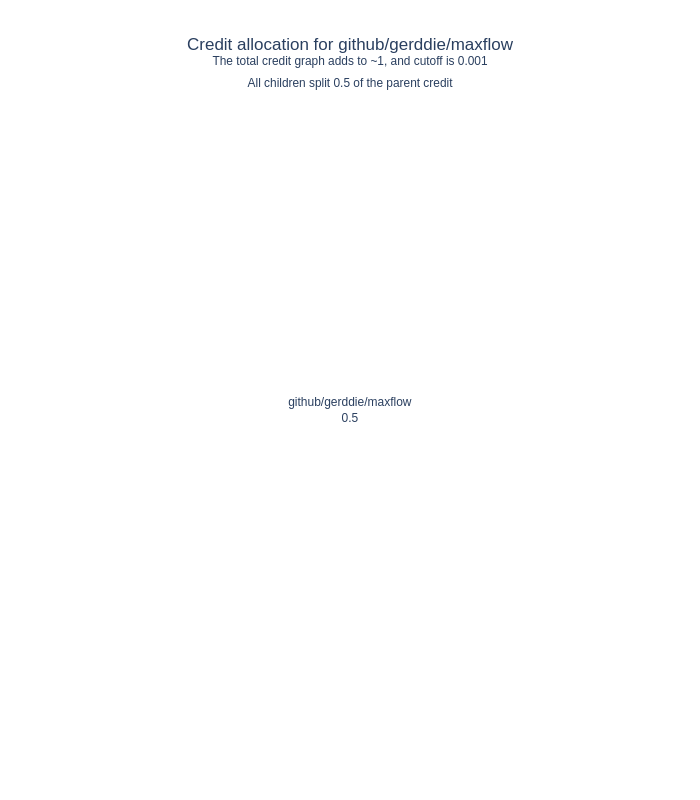 Credit allocation for github/gerddie/maxflow
The total credit graph adds to ~1, and cutoff is 0.001
All children split 0.5 of the parent credit
github/gerddie/maxflow
0.5